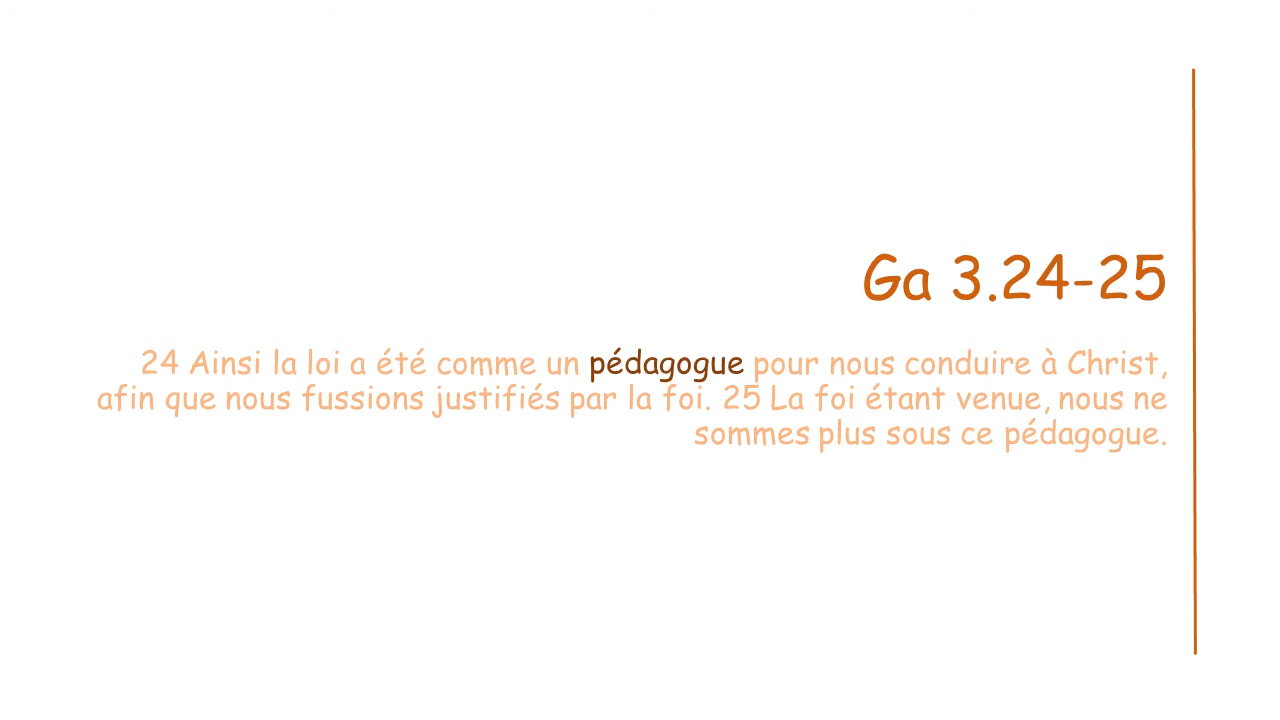 Ga 3.24-25
24 Ainsi la loi a été comme un pédagogue pour nous conduire à Christ,
afin que nous fussions justifiés par la foi. 25 La foi étant venue, nous ne
sommes plus sous ce pédagogue.